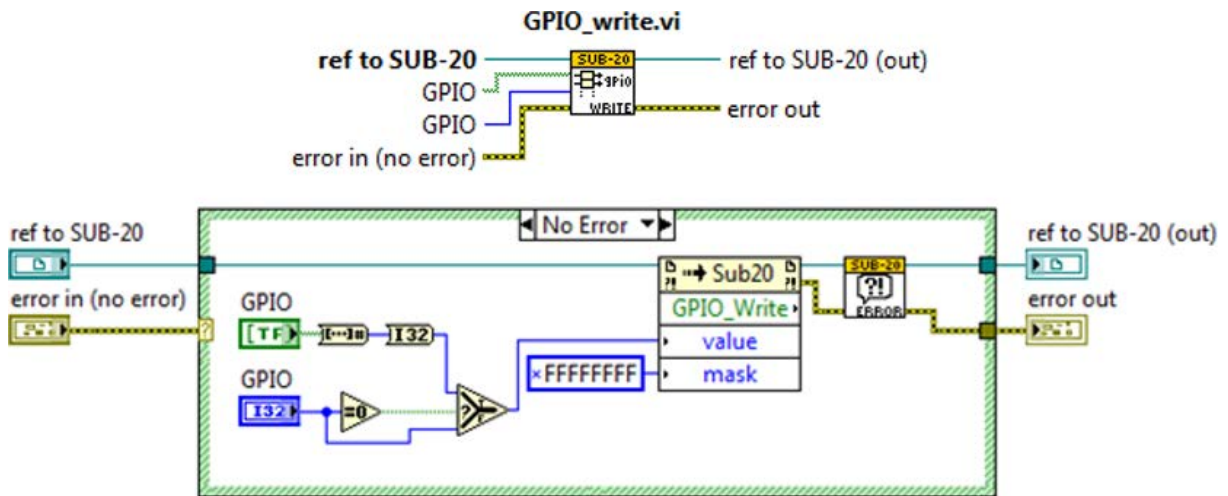 GPIO_write.vi
ref to SUB-20
SUB-20
ref to SUB-20 (out)
GPIO
gpio
GPIO
WRITE
error out
error in (no error)
No Error
ref to SUB-20
ref to SUB-20 (out)
error in (no error)
error out
GPIO
TF
I32
GPIO
I32
=0
?
T
F
×FFFFFFFF
?!
Sub20
?!
GPIO_Write
value
mask
SUB-20
?!
ERROR
?